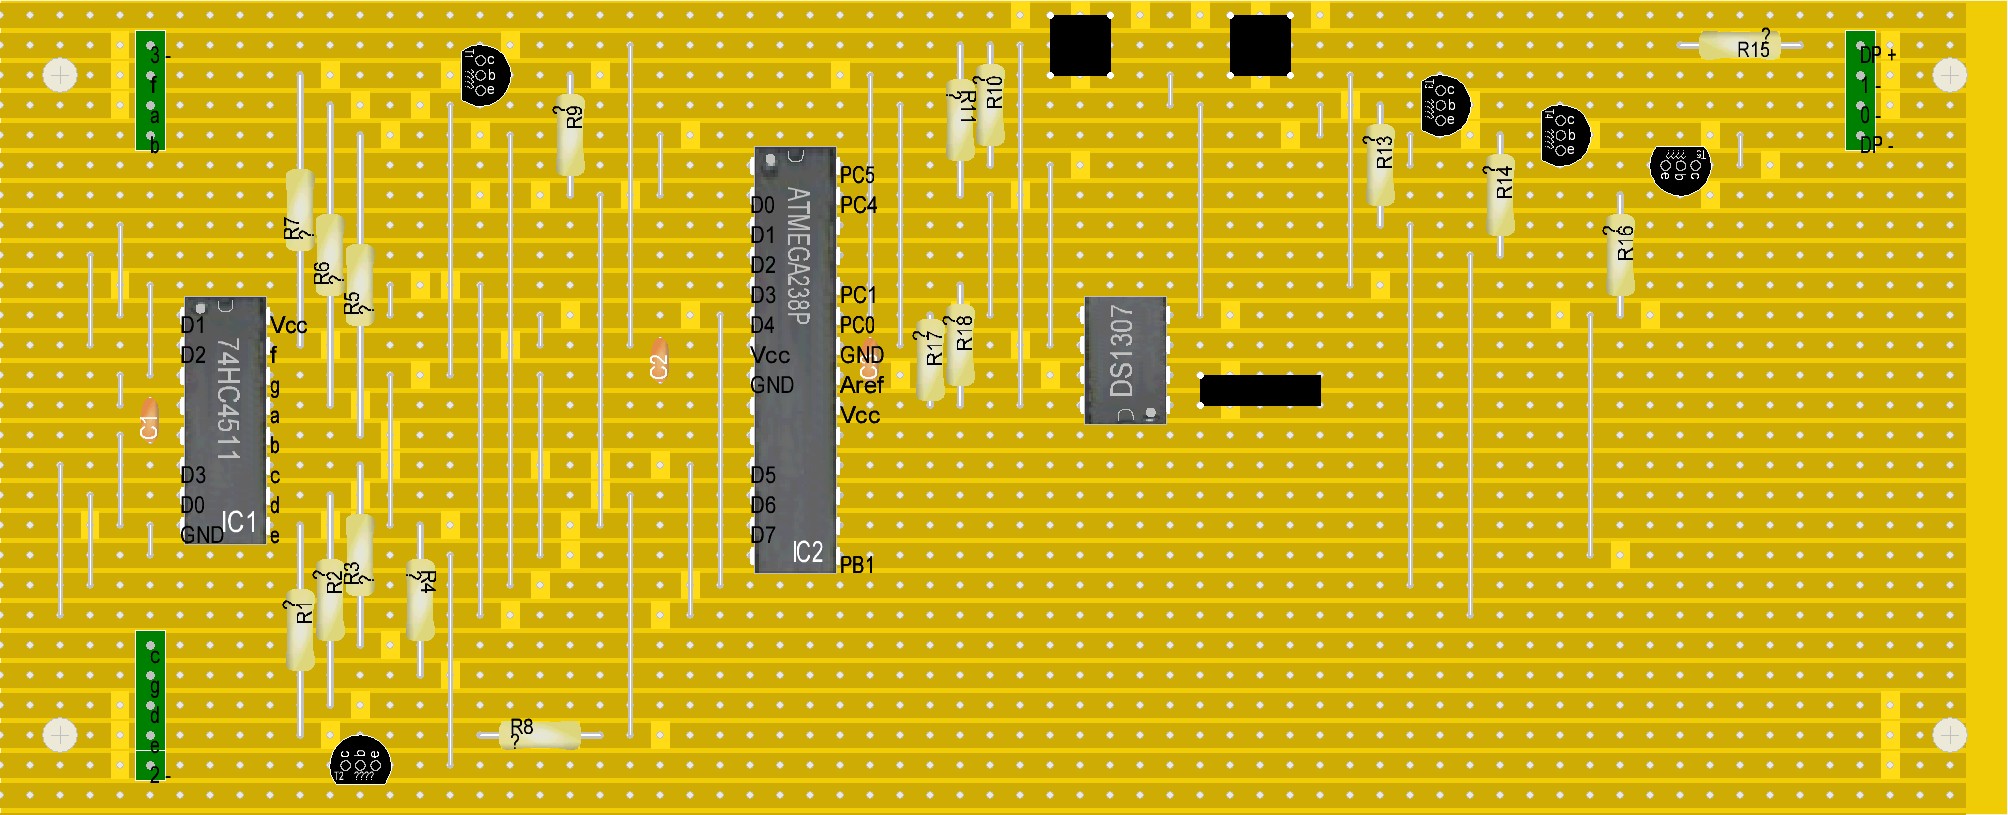 3-
f
a
b
T1
????
c
b
e
R9
?
R7
?
R6
?
R5
?
D1
D2
D3
D0
GND
74HC4511
IC1
Vcc
f
g
a
b
c
d
e
C1
R1
?
R2
?
R3
?
R4
?
c
g
d
e
2-
c
b
e
T2
????
R8
?
C2
D0
D1
D2
D3
D4
Vcc
GND
D5
D6
D7
ATMEGA238P
IC2
PC5
PC4
PC1
PC0
GND
Aref
Vcc
PB1
R11
?
R10
?
R17
?
R18
?
DS1307
R13
?
c
b
e
????
R14
?
T4
????
c
b
e
T5
????
c
b
e
R16
?
R15
?
DP+
1-
0-
DP-